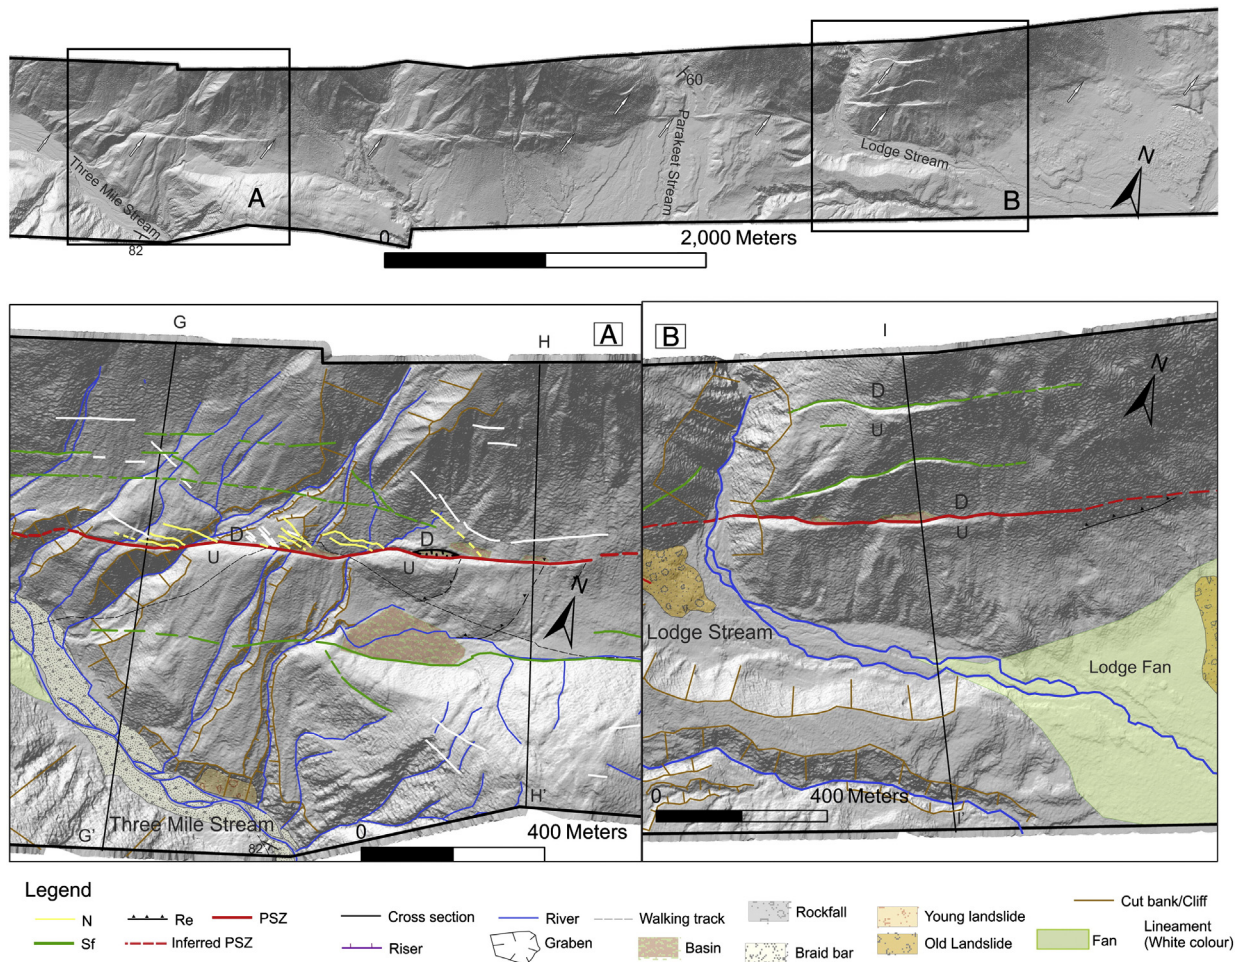 60
Parakeet Stream
Three Mile Stream
Lodge Stream
A
B
N
82
0 2,000 Meters
G
A
H
D
U
D
U
N
Three Mile Stream
G'
H'
82
0 400 Meters
B
I
D
U
N
D
U
Lodge Stream
Lodge Fan
0 400 Meters
I'
Legend
N
Re
PSZ
Cross section
River
Walking track
Rockfall
Young landslide
Cut bank/Cliff
Sf
Inferred PSZ
Riser
Graben
Basin
Braid bar
Old Landslide
Fan
Lineament
(White colour)